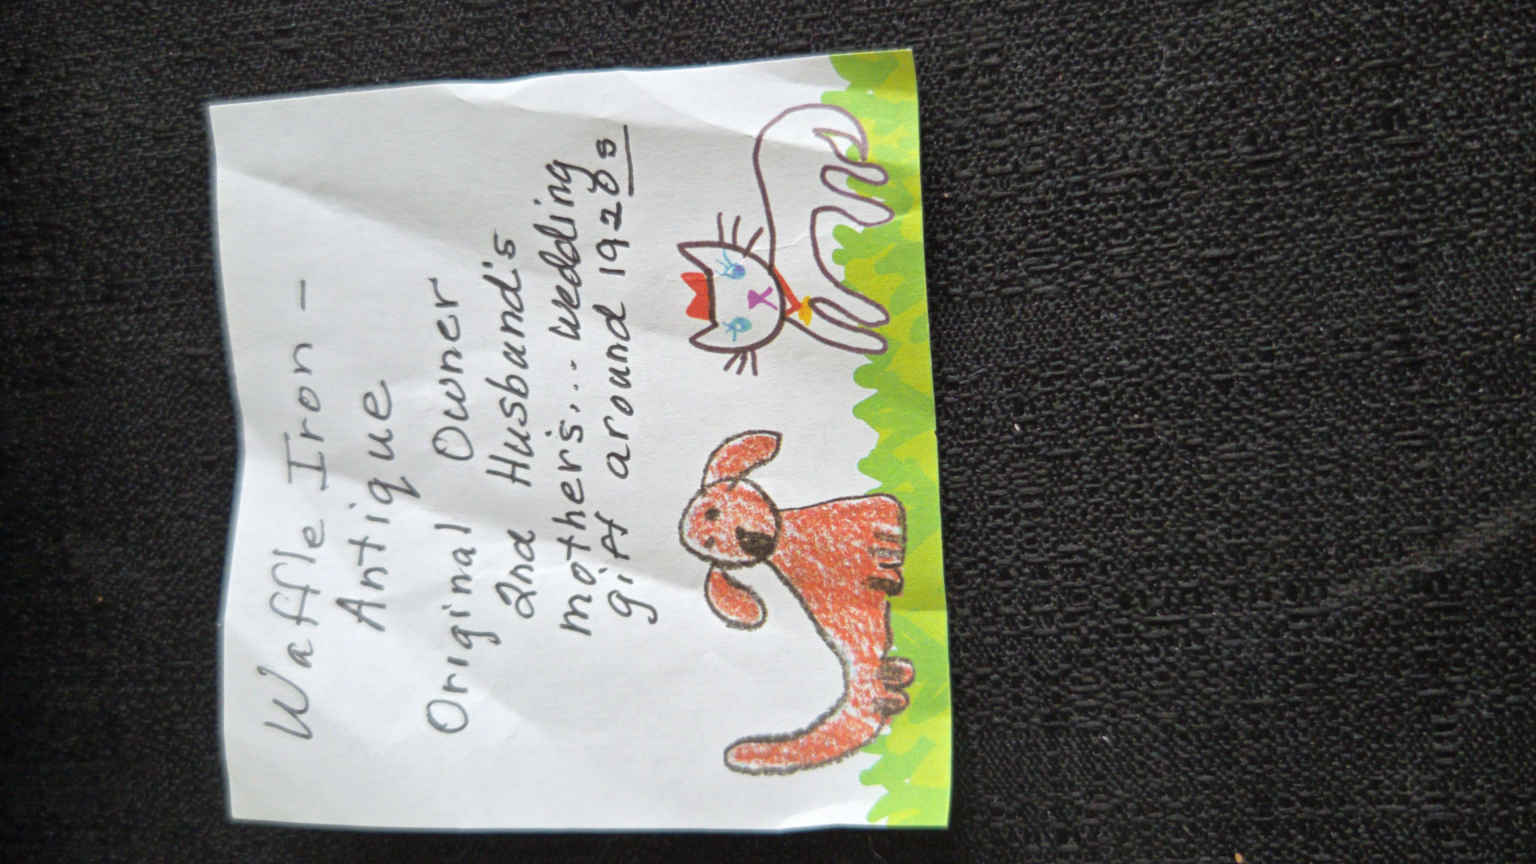 Waffle Iron -
Antique
Original Owner
2nd Husband's
mother's... wedding
gift around 1920s